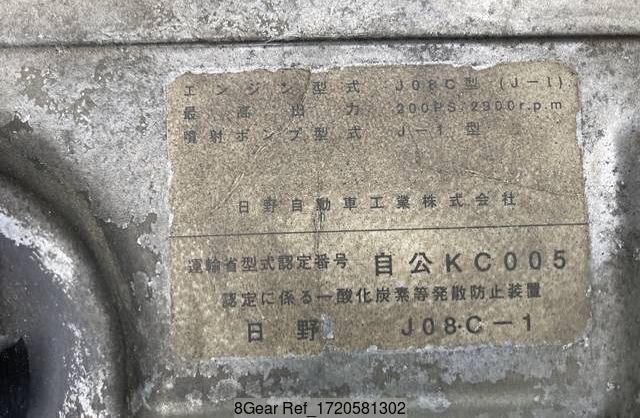 エンジン型式 J08C型 (J-I)
最高出力 200PS/2900r.p.m
噴射ポンプ型式 J-1 型
日野自動車工業株式会社
運輸省型式認定番号 自公KC005
認定に係る一酸化炭素等発散防止装置
日野 J08·C-1
8Gear Ref_1720581302